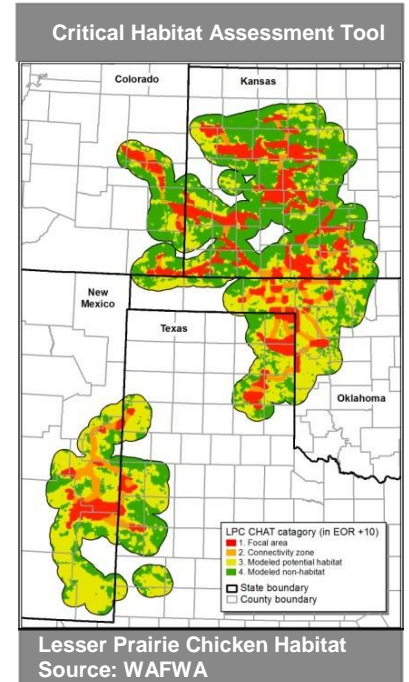 Critical Habitat Assessment Tool
Colorado
Kansas
New
Mexico
Texas
Oklahoma
LPC CHAT catagory (in EOR +10)
1. Focal area
2. Connectivity zone
3. Modeled potential habitat
4. Modeled non-habitat
State boundary
County boundary
Lesser Prairie Chicken Habitat
Source: WAFWA